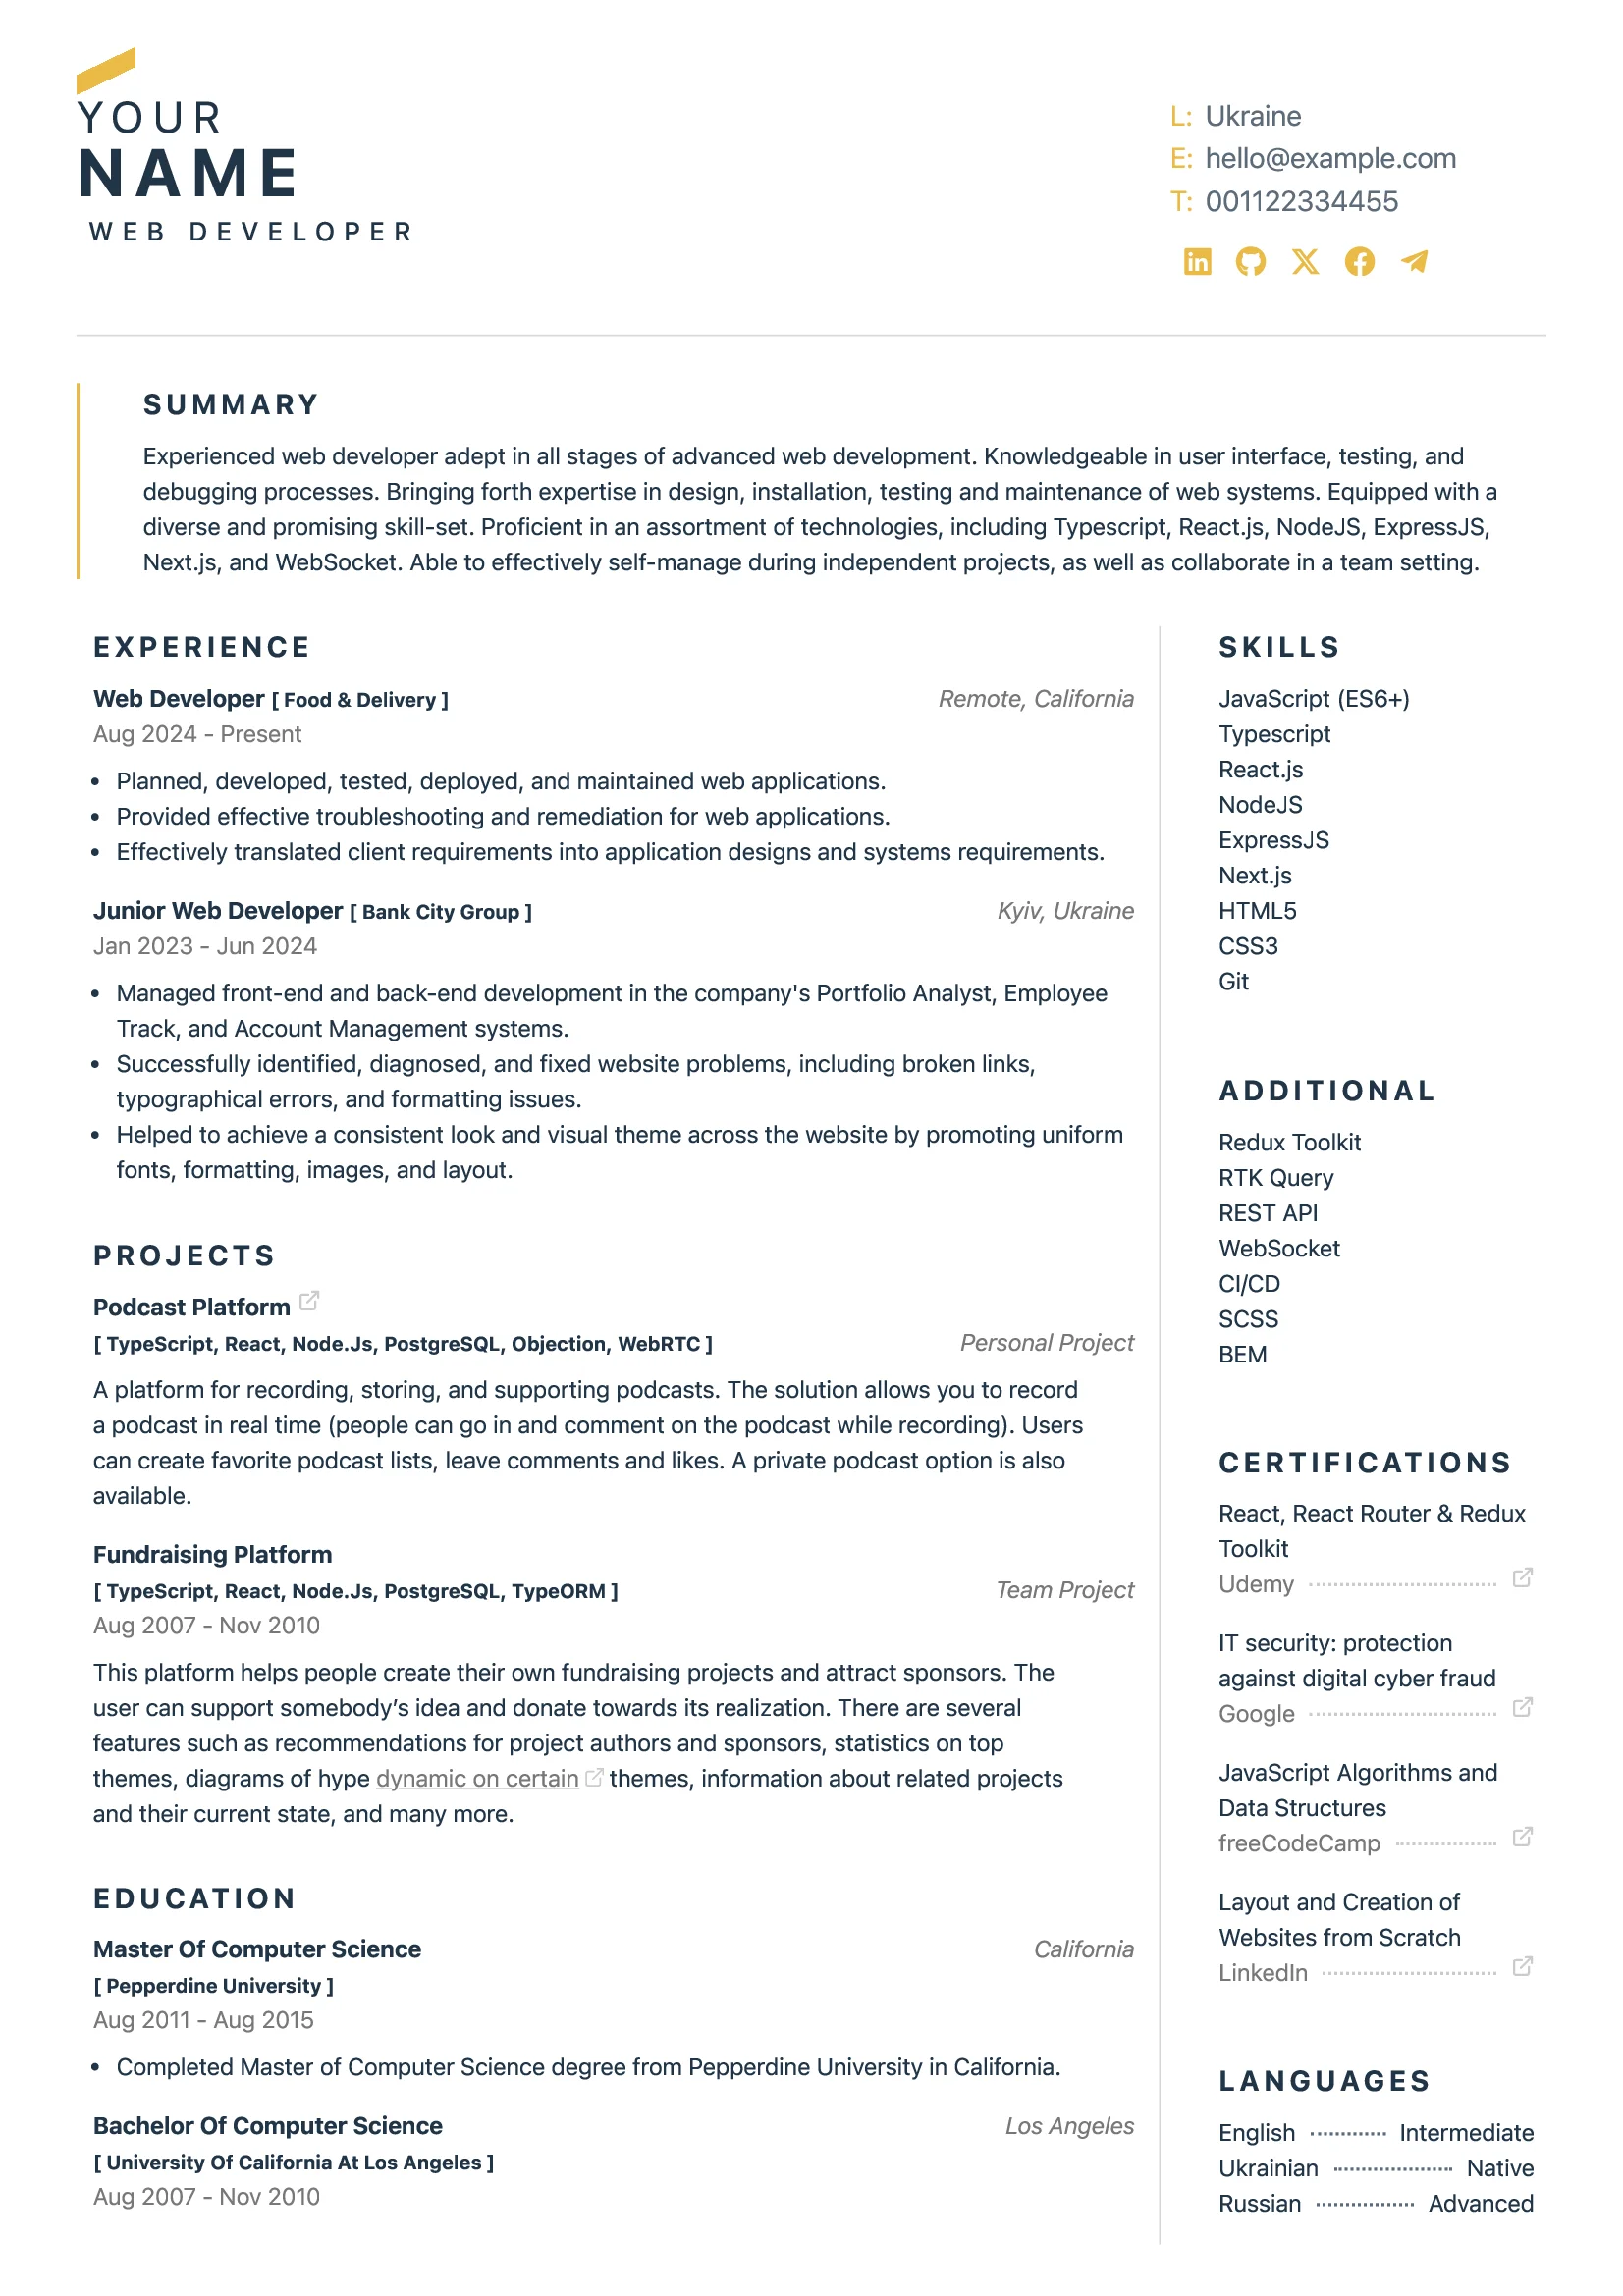 YOUR
NAME
WEB DEVELOPER
L: Ukraine
E: hello@example.com
T: 001122334455
SUMMARY
Experienced web developer adept in all stages of advanced web development. Knowledgeable in user interface, testing, and
debugging processes. Bringing forth expertise in design, installation, testing and maintenance of web systems. Equipped with a
diverse and promising skill-set. Proficient in an assortment of technologies, including Typescript, React.js, NodeJS, ExpressJS,
Next.js, and WebSocket. Able to effectively self-manage during independent projects, as well as collaborate in a team setting.
EXPERIENCE
Web Developer [ Food & Delivery ] Remote, California
Aug 2024 - Present
• Planned, developed, tested, deployed, and maintained web applications.
• Provided effective troubleshooting and remediation for web applications.
• Effectively translated client requirements into application designs and systems requirements.
Junior Web Developer [ Bank City Group ] Kyiv, Ukraine
Jan 2023 - Jun 2024
• Managed front-end and back-end development in the company's Portfolio Analyst, Employee
Track, and Account Management systems.
• Successfully identified, diagnosed, and fixed website problems, including broken links,
typographical errors, and formatting issues.
• Helped to achieve a consistent look and visual theme across the website by promoting uniform
fonts, formatting, images, and layout.
PROJECTS
Podcast Platform
[ TypeScript, React, Node.Js, PostgreSQL, Objection, WebRTC ] Personal Project
A platform for recording, storing, and supporting podcasts. The solution allows you to record
a podcast in real time (people can go in and comment on the podcast while recording). Users
can create favorite podcast lists, leave comments and likes. A private podcast option is also
available.
Fundraising Platform
[ TypeScript, React, Node.Js, PostgreSQL, TypeORM ] Team Project
Aug 2007 - Nov 2010
This platform helps people create their own fundraising projects and attract sponsors. The
user can support somebody’s idea and donate towards its realization. There are several
features such as recommendations for project authors and sponsors, statistics on top
themes, diagrams of hype dynamic on certain themes, information about related projects
and their current state, and many more.
EDUCATION
Master Of Computer Science California
[ Pepperdine University ]
Aug 2011 - Aug 2015
• Completed Master of Computer Science degree from Pepperdine University in California.
Bachelor Of Computer Science Los Angeles
[ University Of California At Los Angeles ]
Aug 2007 - Nov 2010
SKILLS
JavaScript (ES6+)
Typescript
React.js
NodeJS
ExpressJS
Next.js
HTML5
CSS3
Git
ADDITIONAL
Redux Toolkit
RTK Query
REST API
WebSocket
CI/CD
SCSS
BEM
CERTIFICATIONS
React, React Router & Redux
Toolkit
Udemy
IT security: protection
against digital cyber fraud
Google
JavaScript Algorithms and
Data Structures
freeCodeCamp
Layout and Creation of
Websites from Scratch
LinkedIn
LANGUAGES
English Intermediate
Ukrainian Native
Russian Advanced